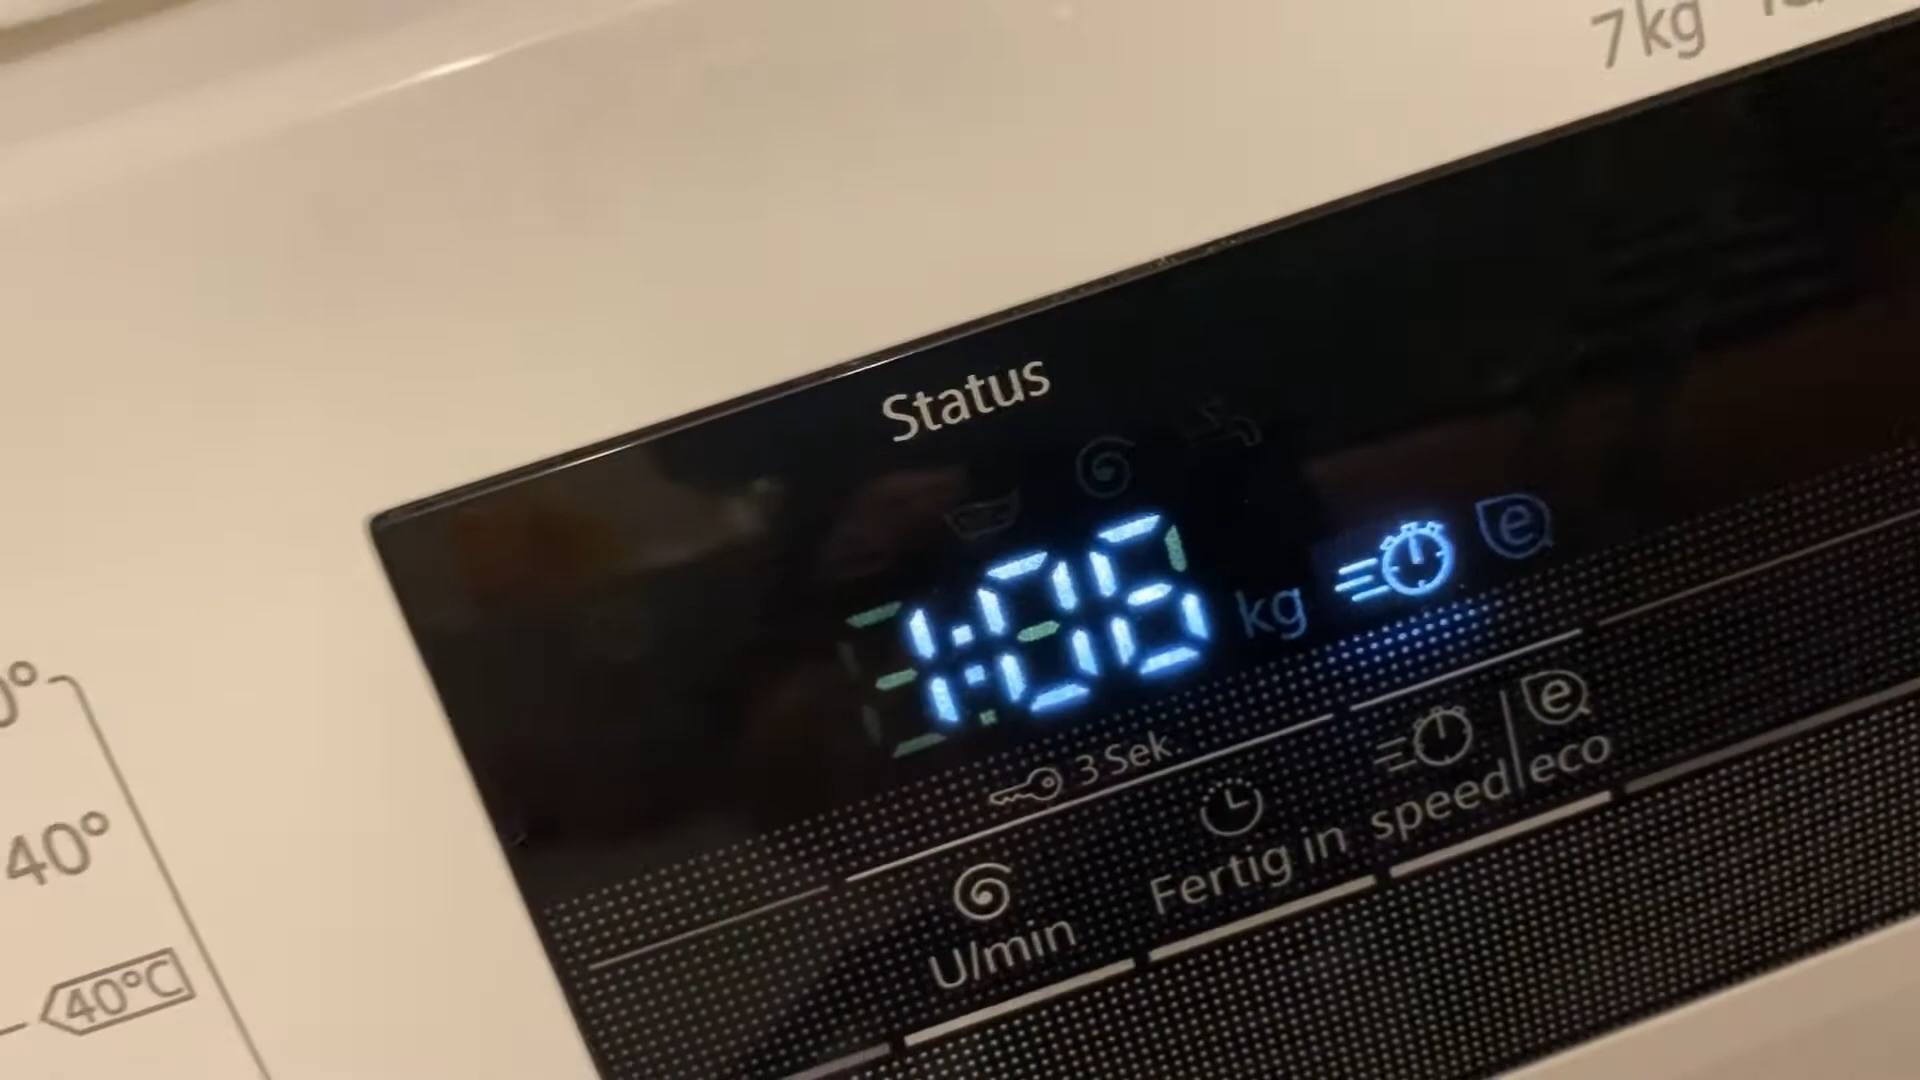 7kg
Status
1:06
kg
e
3 Sek.
e
speed/eco
Fertig in
U/min
40°
40°C